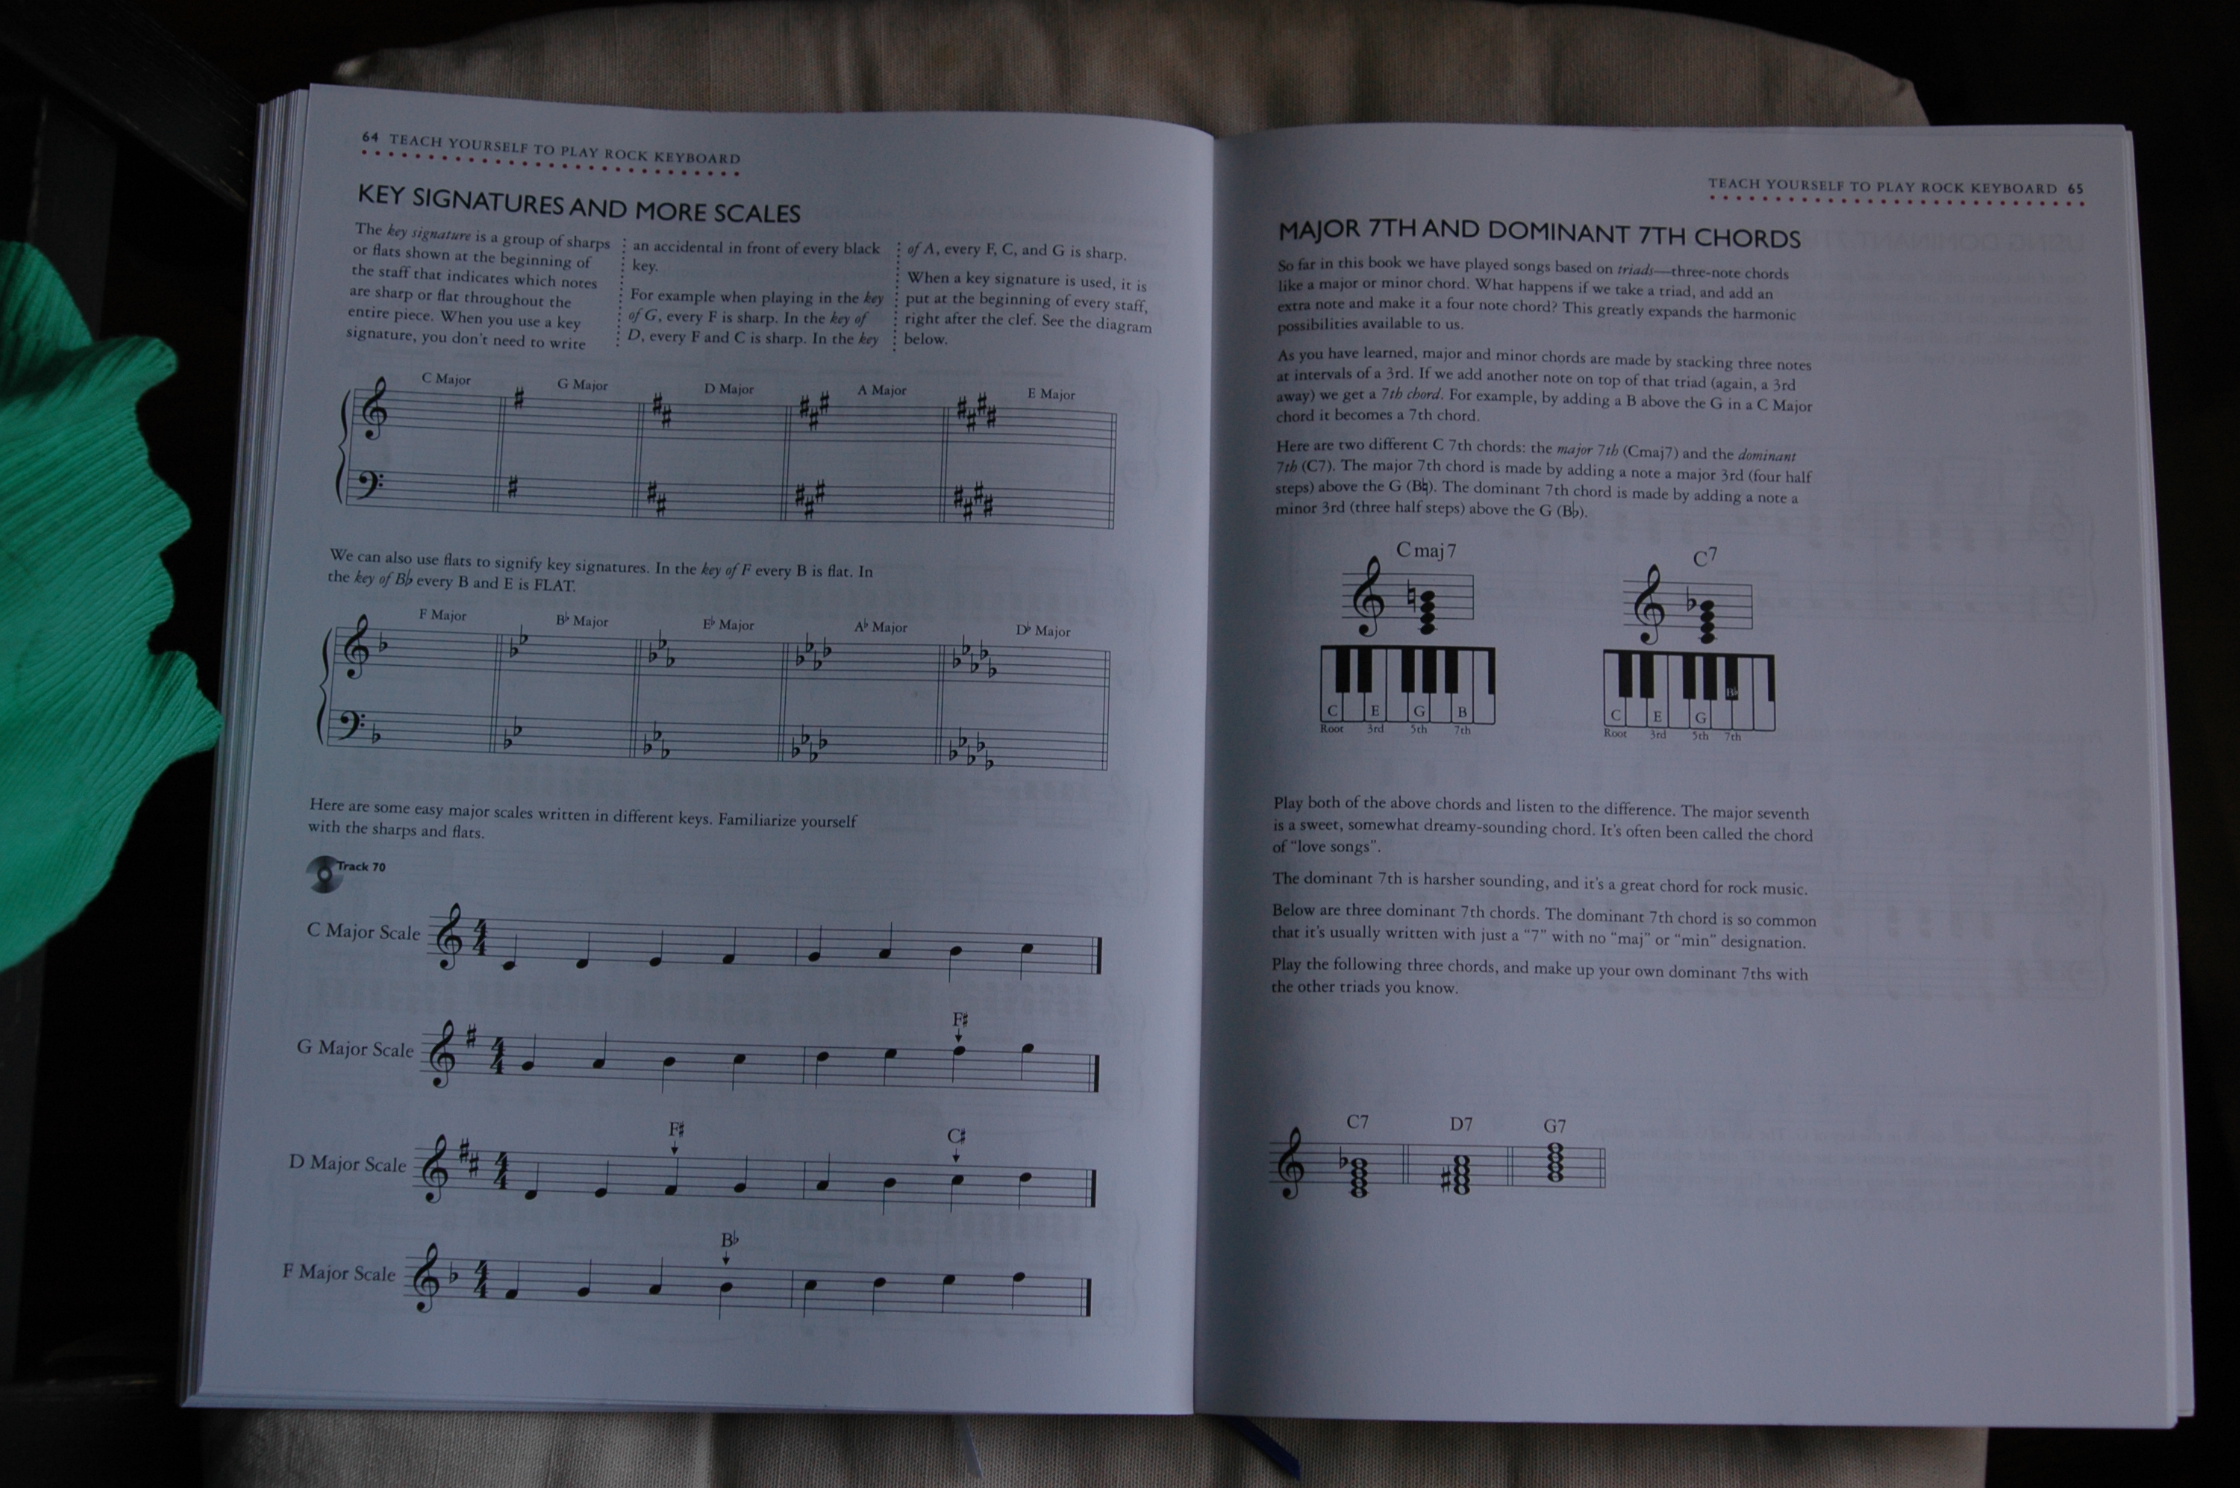 64 TEACH YOURSELF TO PLAY ROCK KEYBOARD
KEY SIGNATURES AND MORE SCALES
The key signature is a group of sharps
or flats shown at the beginning of
the staff that indicates which notes
are sharp or flat throughout the
entire piece. When you use a key
signature, you don't need to write
an accidental in front of every black
key.
For example when playing in the key
of G, every F is sharp. In the key of
D, every F and C is sharp. In the key
of A, every F, C, and G is sharp.
When a key signature is used, it is
put at the beginning of every staff,
right after the clef. See the diagram
below.
C Major G Major D Major A Major E Major
We can also use flats to signify key signatures. In the key of F every B is flat. In
the key of B♭ every B and E is FLAT.
F Major B♭ Major E♭ Major A♭ Major D♭ Major
Here are some easy major scales written in different keys. Familiarize yourself
with the sharps and flats.
Track 70
C Major Scale 4/4
F♯
G Major Scale 4/4
F♯ C♯
D Major Scale 4/4
B♭
F Major Scale 4/4
TEACH YOURSELF TO PLAY ROCK KEYBOARD 65
MAJOR 7TH AND DOMINANT 7TH CHORDS
So far in this book we have played songs based on triads—three-note chords
like a major or minor chord. What happens if we take a triad, and add an
extra note and make it a four note chord? This greatly expands the harmonic
possibilities available to us.
As you have learned, major and minor chords are made by stacking three notes
at intervals of a 3rd. If we add another note on top of that triad (again, a 3rd
away) we get a 7th chord. For example, by adding a B above the G in a C Major
chord it becomes a 7th chord.
Here are two different C 7th chords: the major 7th (Cmaj7) and the dominant
7th (C7). The major 7th chord is made by adding a note a major 3rd (four half
steps) above the G (B♮). The dominant 7th chord is made by adding a note a
minor 3rd (three half steps) above the G (B♭).
Cmaj7 C7
C E G B
Root 3rd 5th 7th
B♭
C E G
Root 3rd 5th 7th
Play both of the above chords and listen to the difference. The major seventh
is a sweet, somewhat dreamy-sounding chord. It's often been called the chord
of "love songs".
The dominant 7th is harsher sounding, and it's a great chord for rock music.
Below are three dominant 7th chords. The dominant 7th chord is so common
that it's usually written with just a "7" with no "maj" or "min" designation.
Play the following three chords, and make up your own dominant 7ths with
the other triads you know.
C7 D7 G7